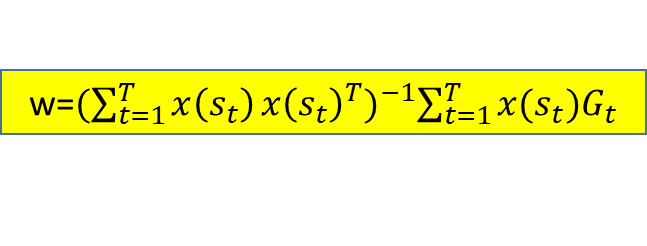 w=(∑_{t=1}^{T} x(s_t) x(s_t)^T)^{-1}∑_{t=1}^{T} x(s_t)G_t